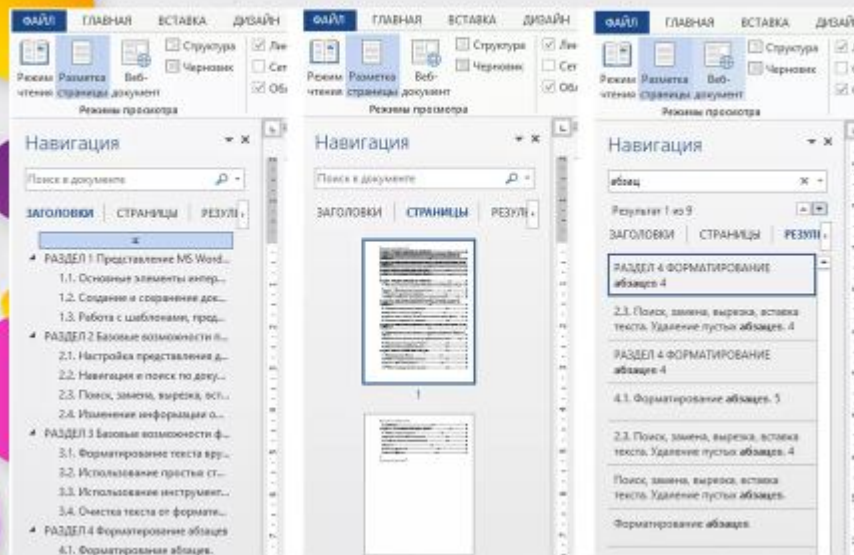 ФАЙЛ ГЛАВНАЯ ВСТАВКА ДИЗАЙН
Режим чтения
Разметка страницы
Веб-документ
Структура
Черновик
Режимы просмотра
Навигация
Поиск в документе
ЗАГОЛОВКИ СТРАНИЦЫ РЕЗУЛЬ
РАЗДЕЛ 1 Представление MS Word...
1.1. Основные элементы интер...
1.2. Создание и сохранение док...
1.3. Работа с шаблонами, пред...
РАЗДЕЛ 2 Базовые возможности п...
2.1. Настройка представления д...
2.2. Навигация и поиск по доку...
2.3. Поиск, замена, вырезка, вст...
2.4. Изменение информации о...
РАЗДЕЛ 3 Базовые возможности ф...
3.1. Форматирование текста вру...
3.2. Использование простых ст...
3.3. Использование инструмент...
3.4. Очистка текста от формати...
РАЗДЕЛ 4 Форматирование абзацев
4.1. Форматирование абзацев.
ФАЙЛ ГЛАВНАЯ ВСТАВКА ДИЗАЙН
Режим чтения
Разметка страницы
Веб-документ
Структура
Черновик
Режимы просмотра
Навигация
Поиск в документе
ЗАГОЛОВКИ СТРАНИЦЫ РЕЗУЛЬ
1
ФАЙЛ ГЛАВНАЯ ВСТАВКА ДИЗАЙН
Режим чтения
Разметка страницы
Веб-документ
Структура
Черновик
Режимы просмотра
Навигация
абзац
Результат 1 из 9
ЗАГОЛОВКИ СТРАНИЦЫ РЕЗУЛ
РАЗДЕЛ 4 ФОРМАТИРОВАНИЕ
абзацев 4
2.3. Поиск, замена, вырезка, вставка
текста. Удаление пустых абзацев. 4
РАЗДЕЛ 4 ФОРМАТИРОВАНИЕ
абзацев 4
4.1. Форматирование абзацев. 5
2.3. Поиск, замена, вырезка, вставка
текста. Удаление пустых абзацев. 4
Поиск, замена, вырезка, вставка
текста. Удаление пустых абзацев.
Форматирование абзацев.